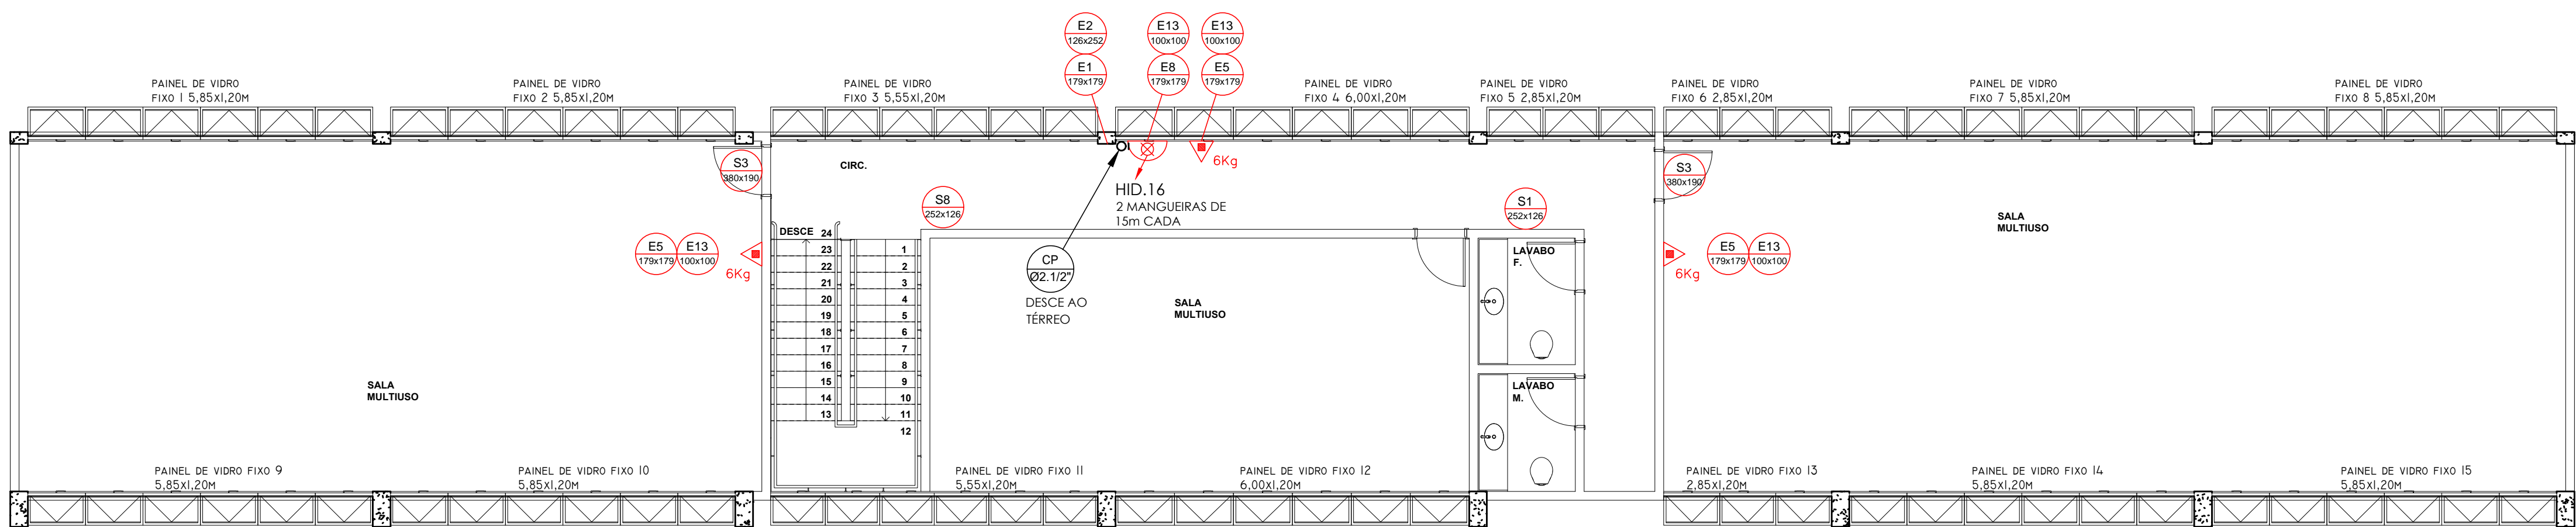 E2
126x252
E13
100x100
E13
100x100
E1
179x179
E8
179x179
E5
179x179
PAINEL DE VIDRO
FIXO 1 5,85X1,20M
PAINEL DE VIDRO
FIXO 2 5,85X1,20M
PAINEL DE VIDRO
FIXO 3 5,55X1,20M
PAINEL DE VIDRO
FIXO 4 6,00X1,20M
PAINEL DE VIDRO
FIXO 5 2,85X1,20M
PAINEL DE VIDRO
FIXO 6 2,85X1,20M
PAINEL DE VIDRO
FIXO 7 5,85X1,20M
PAINEL DE VIDRO
FIXO 8 5,85X1,20M
S3
380x190
CIRC.
6Kg
HID.16
2 MANGUEIRAS DE
15m CADA
S8
252x126
S1
252x126
S3
380x190
SALA
MULTIUSO
E5
179x179
E13
100x100
6Kg
DESCE
24
23
22
21
20
19
18
17
16
15
14
13
1
2
3
4
5
6
7
8
9
10
11
12
CP
Ø2.1/2"
DESCE AO
TÉRREO
SALA
MULTIUSO
LAVABO
F.
LAVABO
M.
6Kg
E5
179x179
E13
100x100
SALA
MULTIUSO
PAINEL DE VIDRO FIXO 9
5,85X1,20M
PAINEL DE VIDRO FIXO 10
5,85X1,20M
PAINEL DE VIDRO FIXO 11
5,55X1,20M
PAINEL DE VIDRO FIXO 12
6,00X1,20M
PAINEL DE VIDRO FIXO 13
2,85X1,20M
PAINEL DE VIDRO FIXO 14
5,85X1,20M
PAINEL DE VIDRO FIXO 15
5,85X1,20M